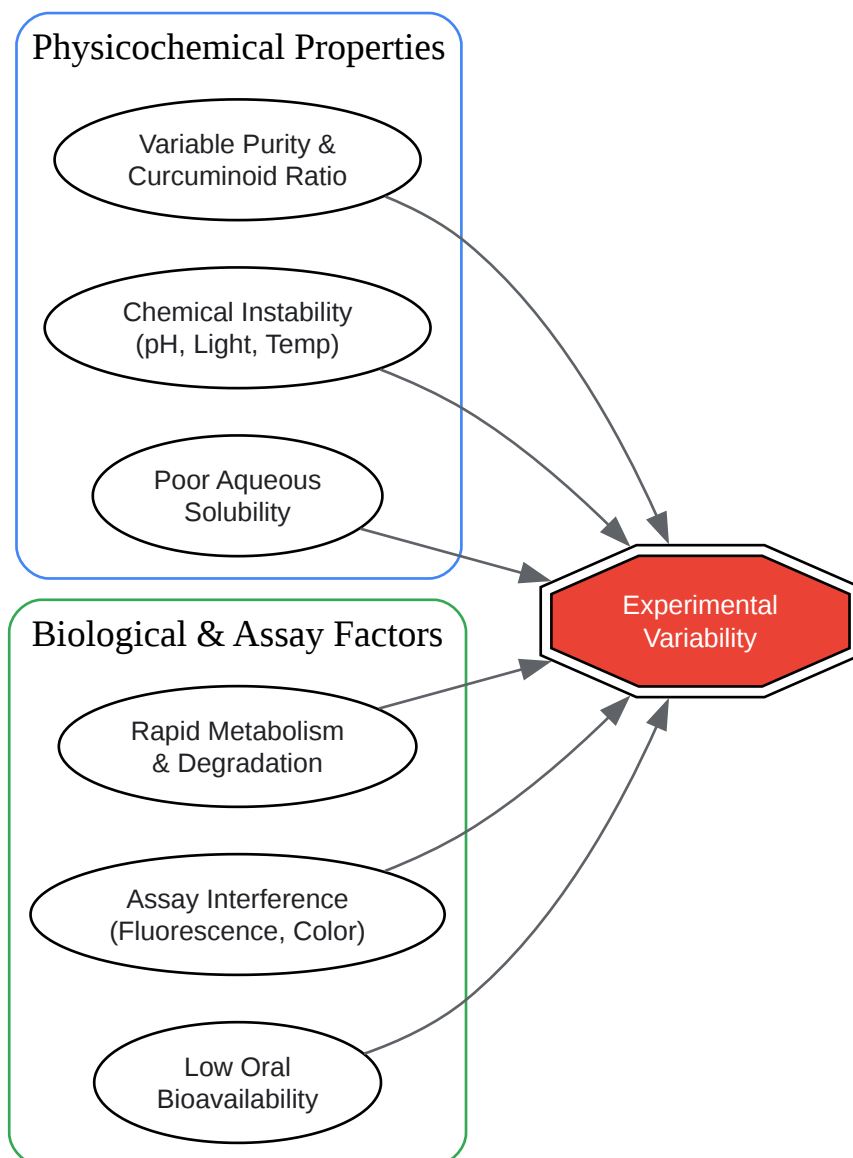 Physicochemical Properties
Variable Purity &
Curcuminoid Ratio
Chemical Instability
(pH, Light, Temp)
Poor Aqueous
Solubility
Experimental
Variability
Biological & Assay Factors
Rapid Metabolism
& Degradation
Assay Interference
(Fluorescence, Color)
Low Oral
Bioavailability